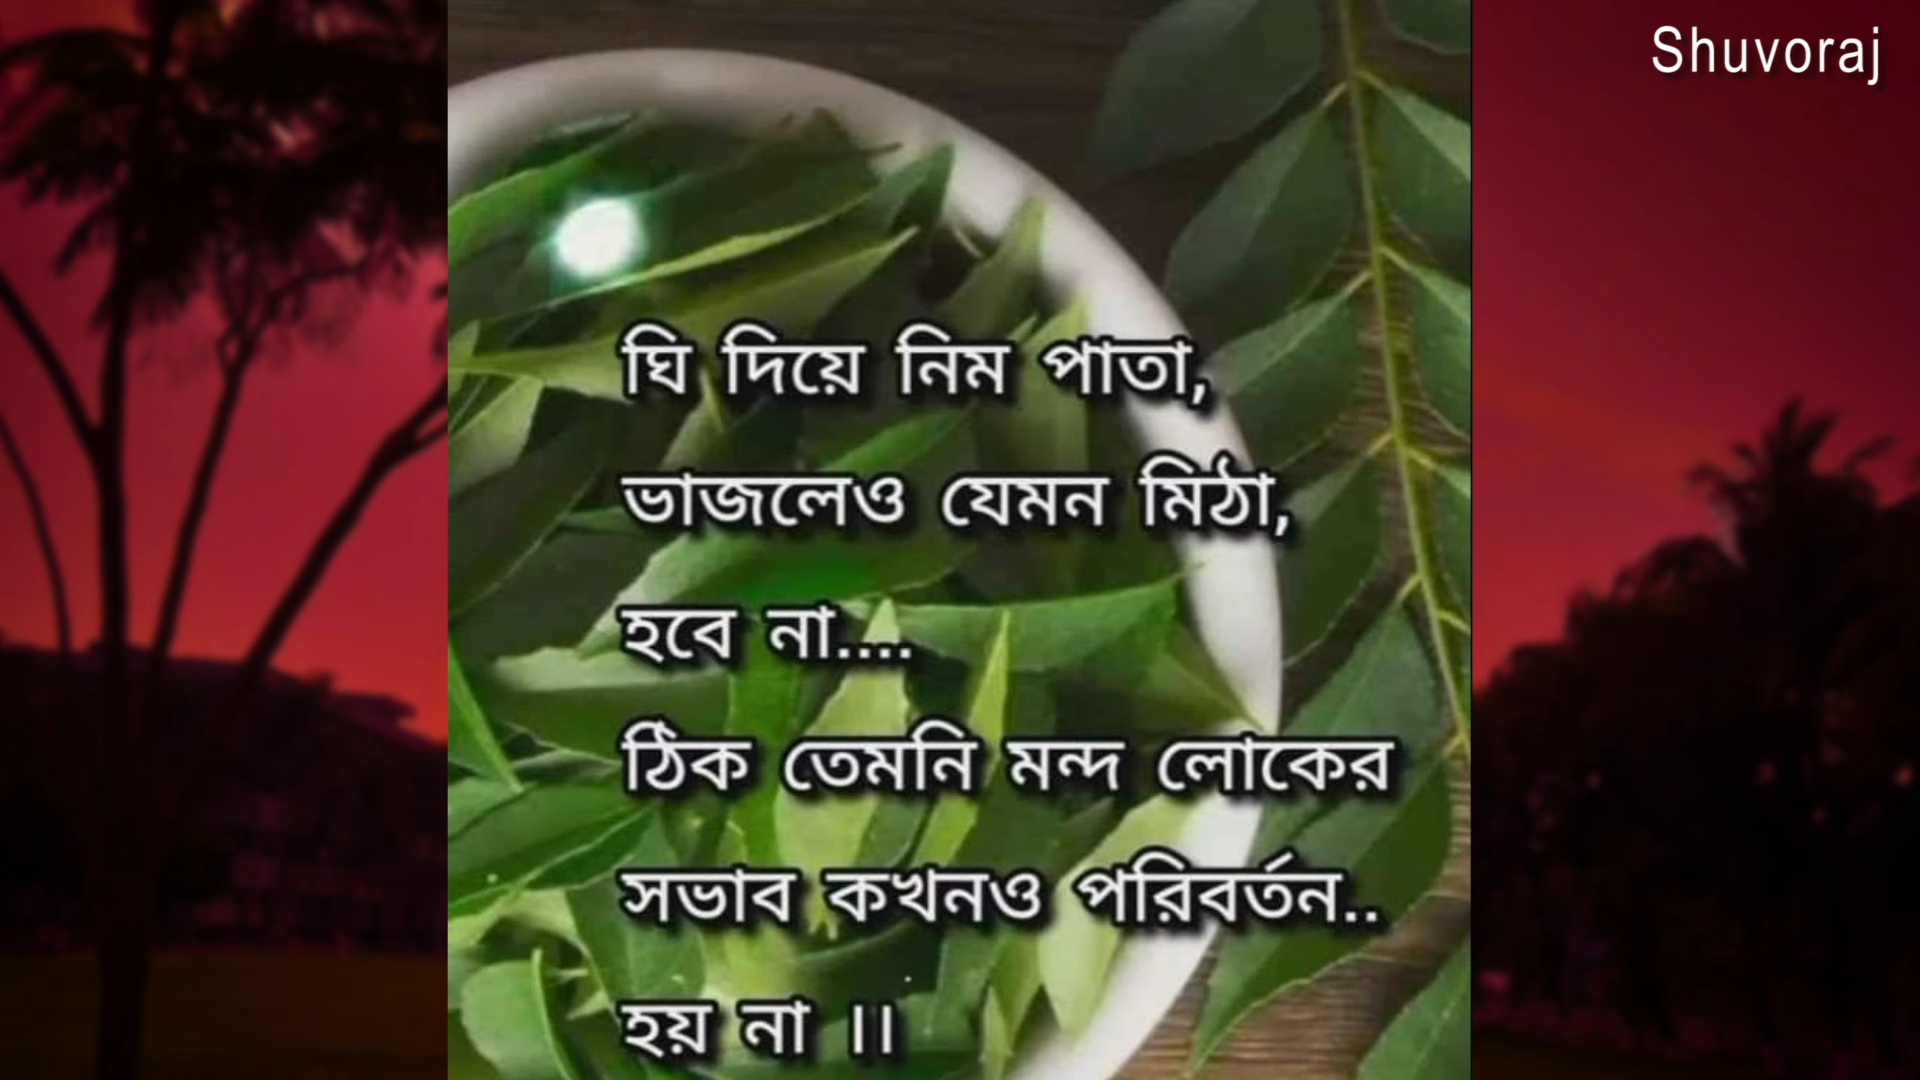 Shuvoraj
ঘি দিয়ে নিম পাতা,
ভাজলেও যেমন মিঠা,
হবে না....
ঠিক তেমনি মন্দ লোকের
সভাব কখনও পরিবর্তন..
হয় না ।।